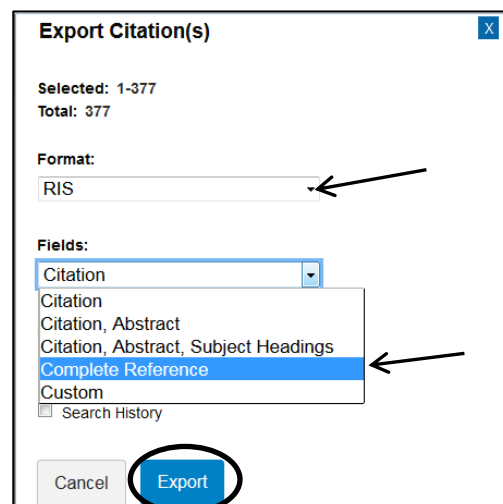 Export Citation(s)
X
Selected: 1-377
Total: 377
Format:
RIS
Fields:
Citation
Citation
Citation, Abstract
Citation, Abstract, Subject Headings
Complete Reference
Custom
Search History
Cancel
Export